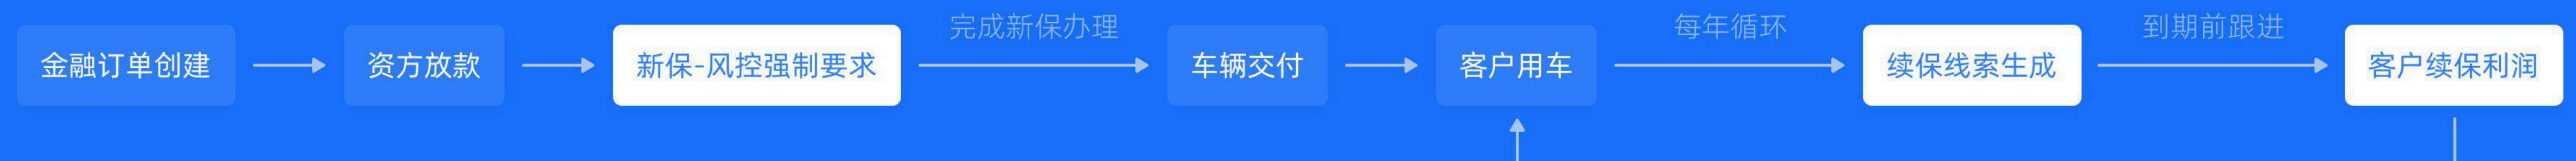 金融订单创建
资方放款
新保-风控强制要求
完成新保办理
车辆交付
客户用车
每年循环
续保线索生成
到期前跟进
客户续保利润